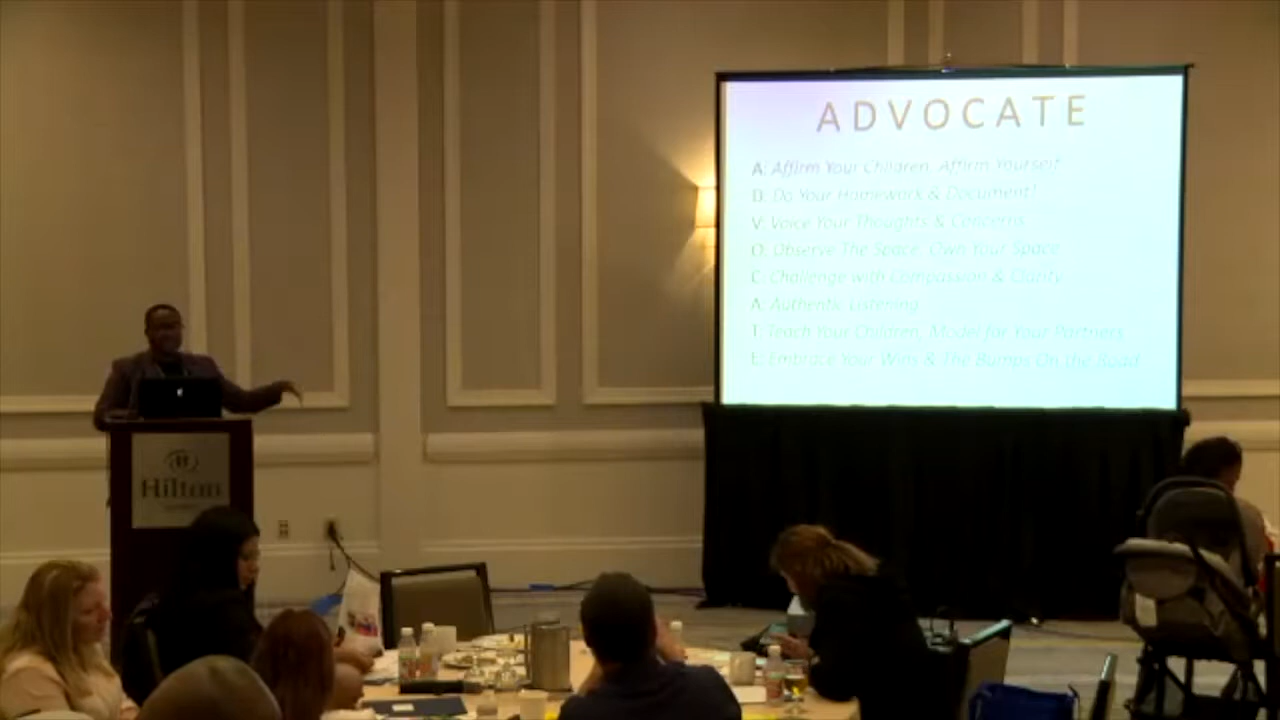 ADVOCATE
A: Affirm Your Children, Affirm Yourself
D: Do Your Homework & Document!
V: Voice Your Thoughts & Concerns
O: Observe The Space, Own Your Space
C: Challenge with Compassion & Clarity
A: Authentic Listening
T: Teach Your Children, Model for Your Partners
E: Embrace Your Wins & The Bumps On the Road
Hilton